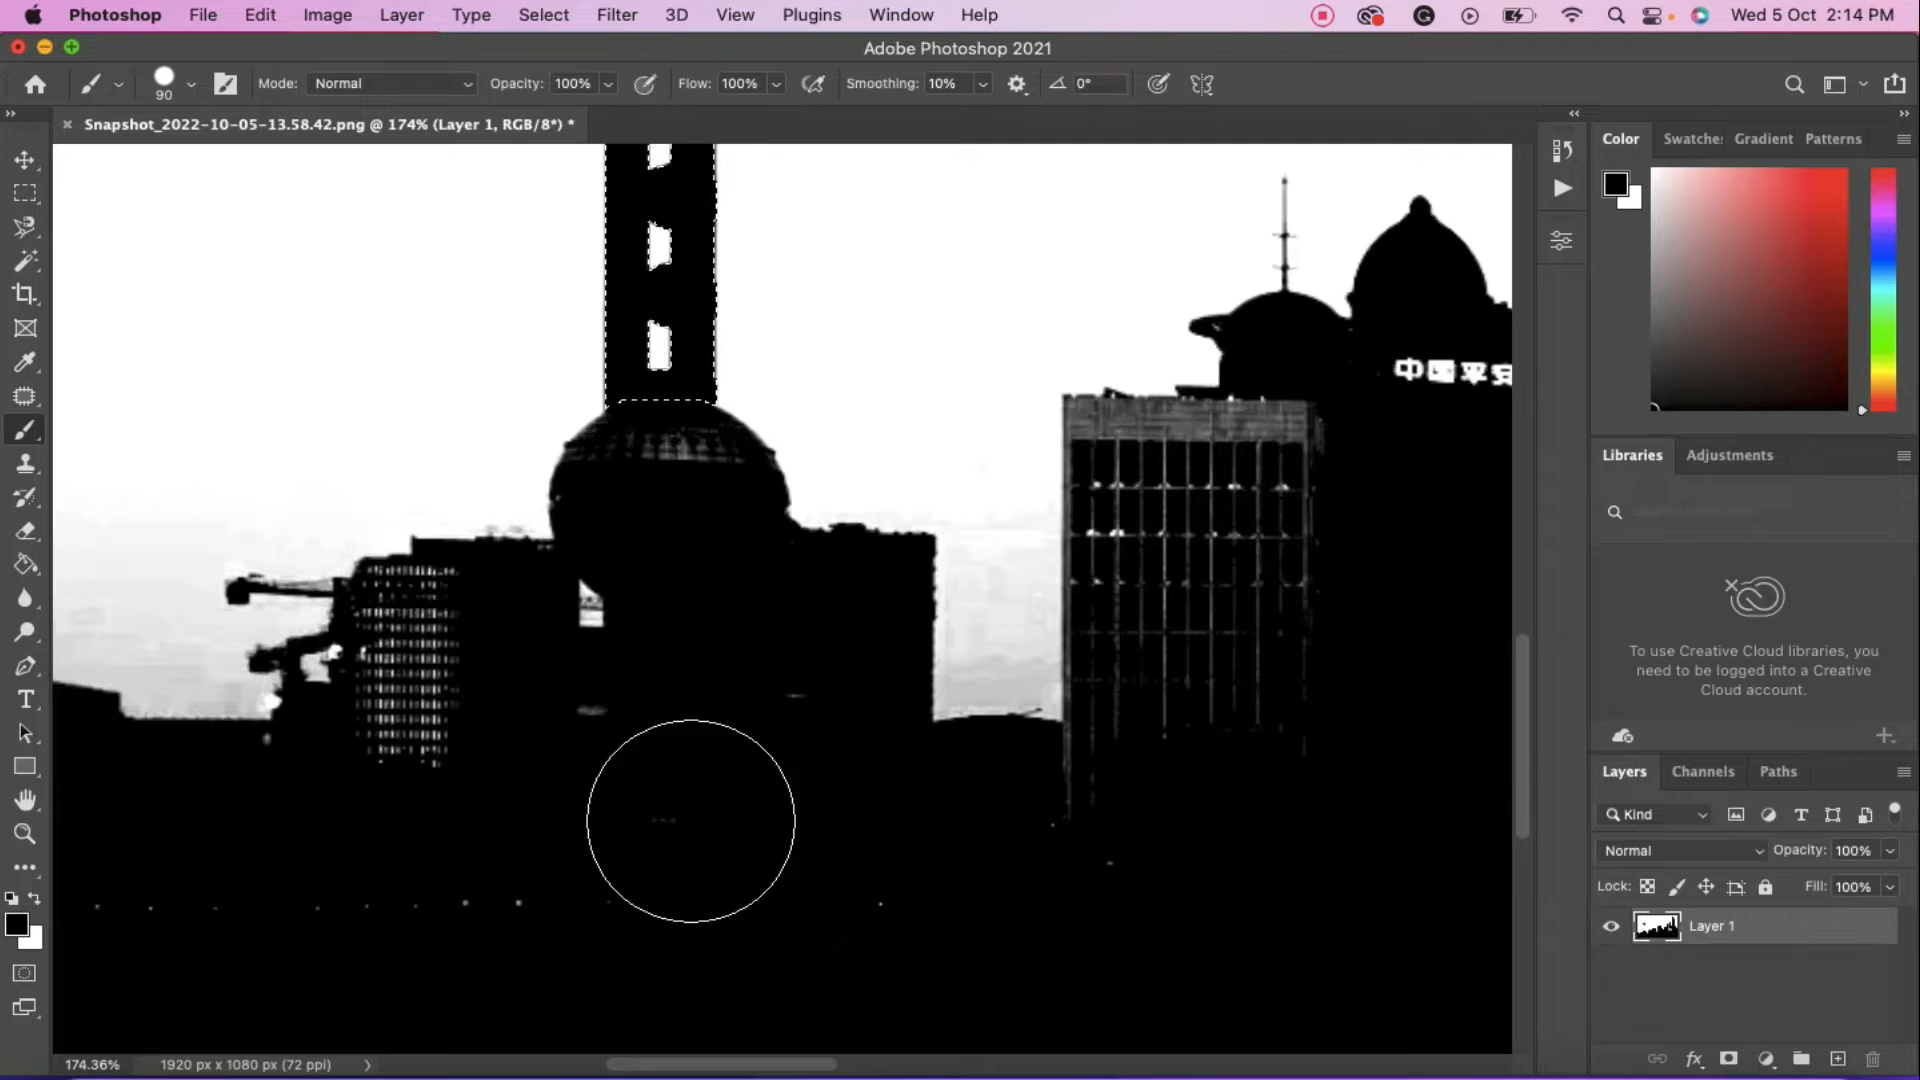 Photoshop File Edit Image Layer Type Select Filter 3D View Plugins Window Help Wed 5 Oct 2:14 PM
Adobe Photoshop 2021
90 Mode: Normal Opacity: 100% Flow: 100% Smoothing: 10% 0°
Snapshot_2022-10-05-13.58.42.png @ 174% (Layer 1, RGB/8*) *
Color Swatche: Gradient Patterns
中国平安
Libraries Adjustments
To use Creative Cloud libraries, you
need to be logged into a Creative
Cloud account.
Layers Channels Paths
Kind
Normal Opacity: 100%
Lock: Fill: 100%
Layer 1
174.36% 1920 px x 1080 px (72 ppi)